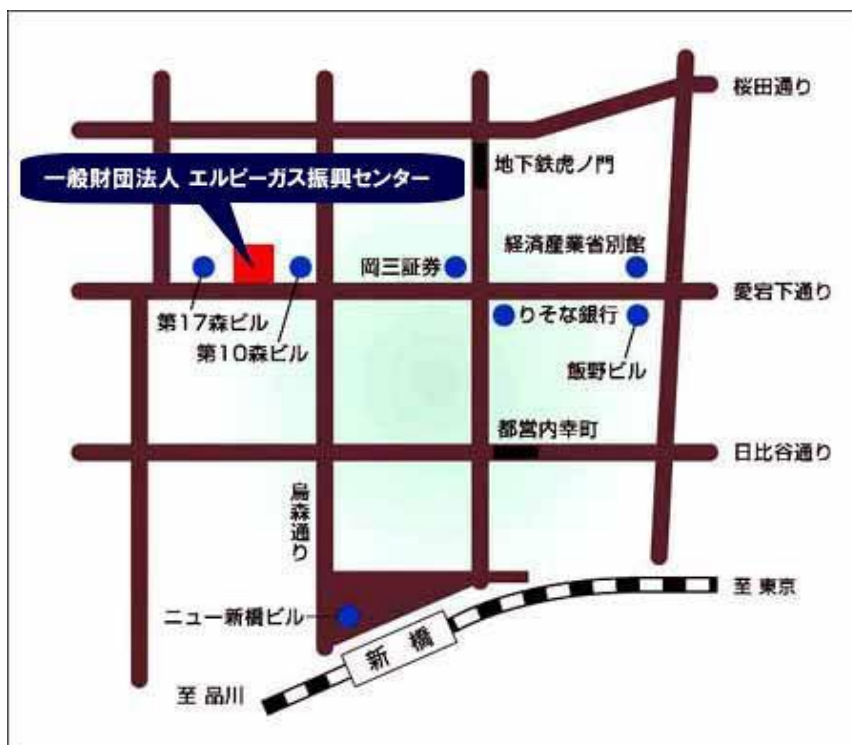 桜田通り
地下鉄虎ノ門
一般財団法人 エルピーガス振興センター
経済産業省別館
岡三証券
愛宕下通り
第17森ビル
りそな銀行
第10森ビル
飯野ビル
都営内幸町
日比谷通り
烏森通り
至 東京
ニュー新橋ビル
新 橋
至 品川